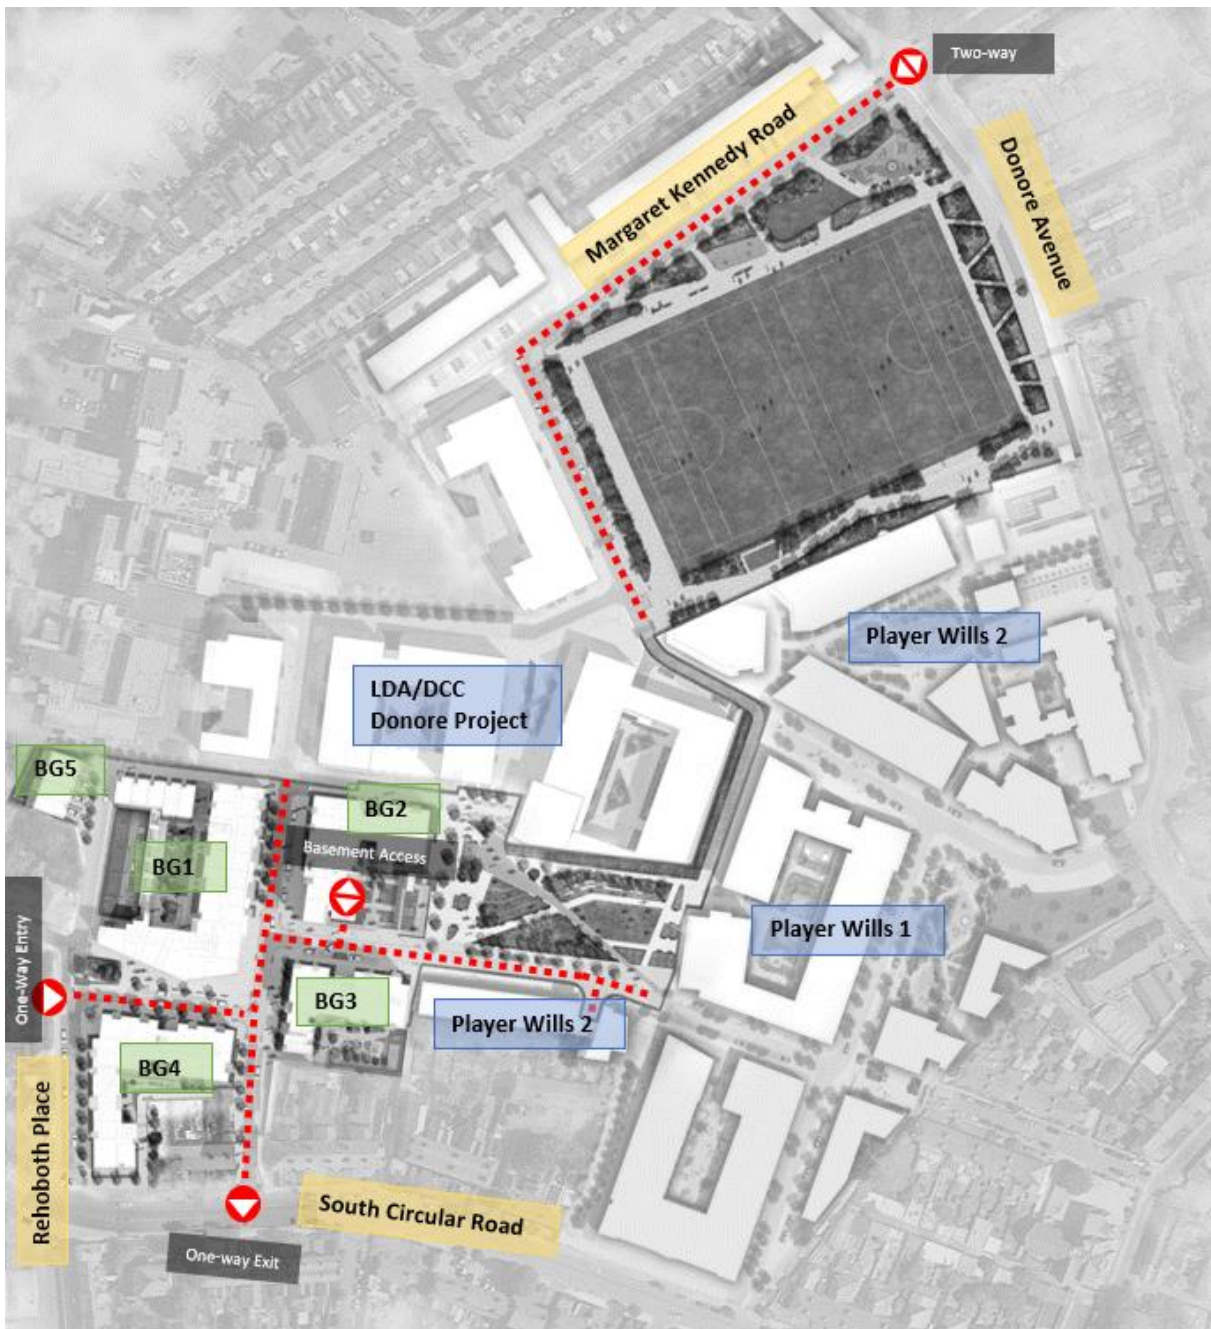 Two-way
Margaret Kennedy Road
Donore Avenue
Player Wills 2
LDA/DCC
Donore Project
BG5
BG2
Basement Access
BG1
Player Wills 1
One-Way Entry
BG3
Player Wills 2
BG4
Rehoboth Place
South Circular Road
One-way Exit